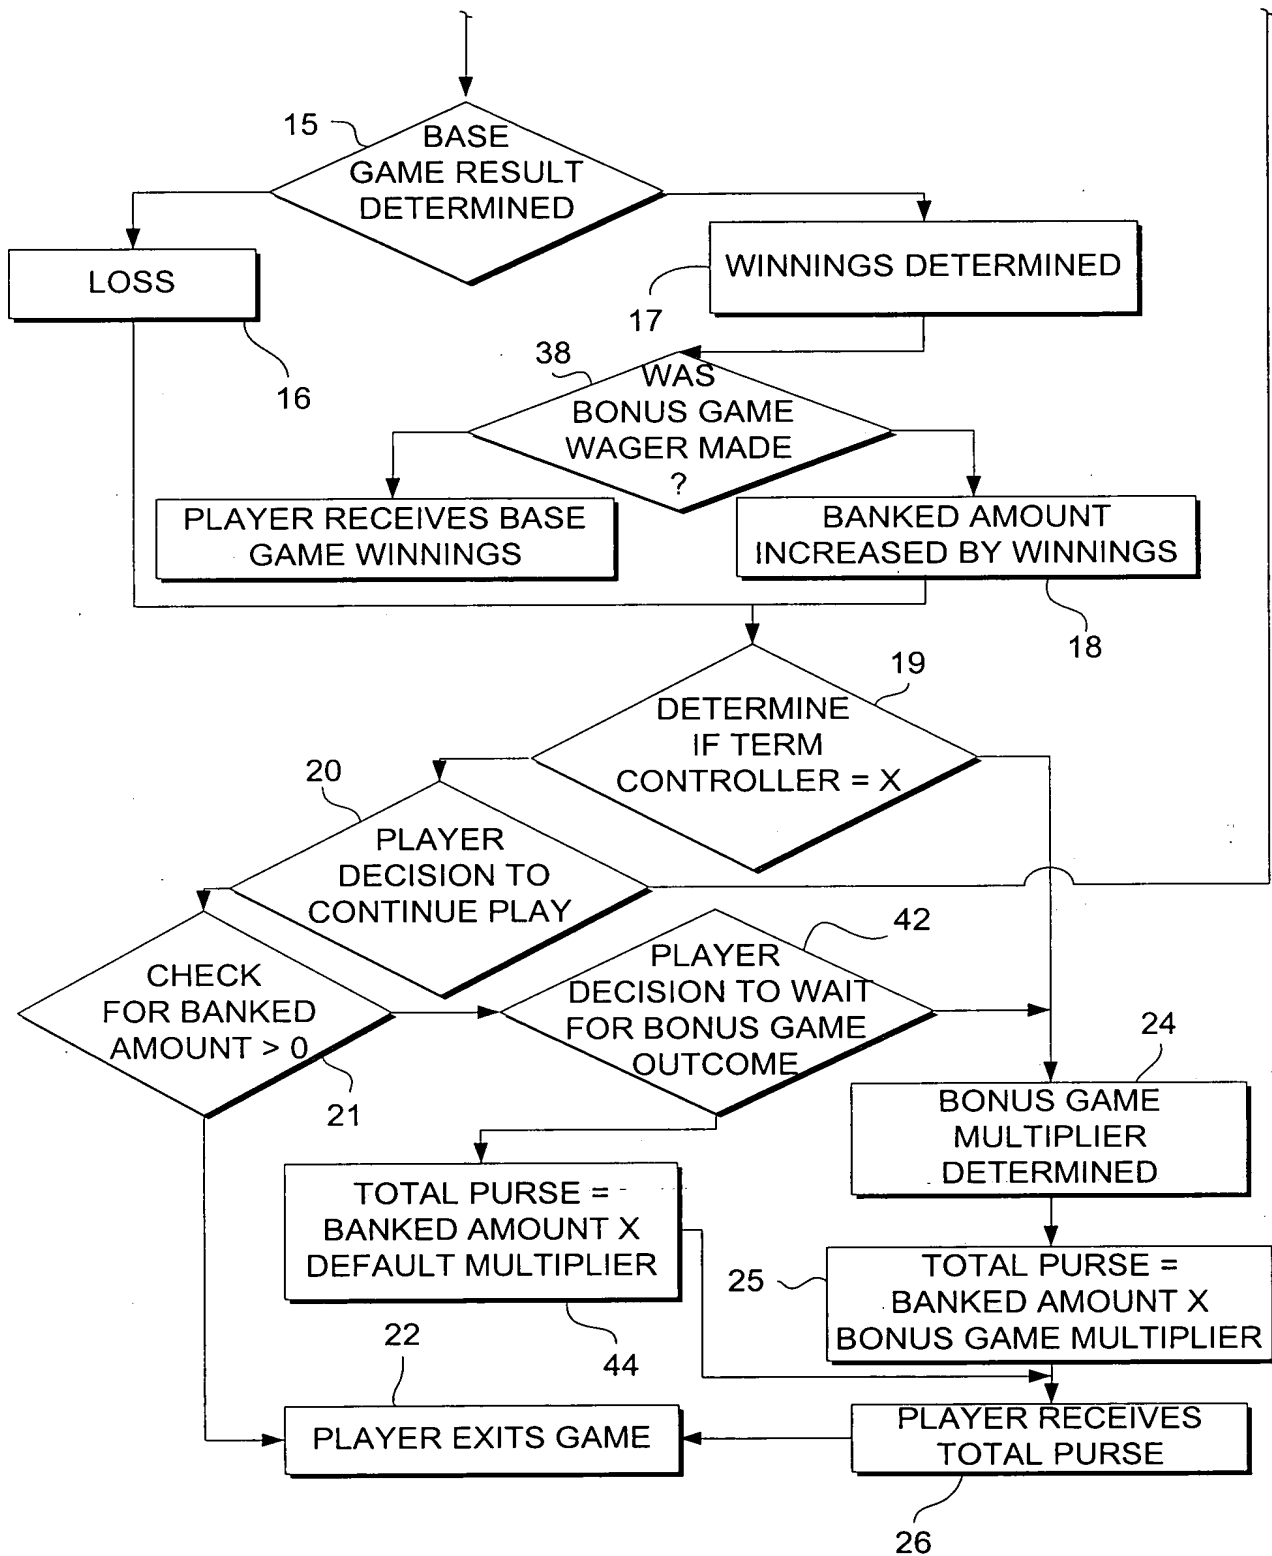 15
BASE
GAME RESULT
DETERMINED
LOSS
16
WINNINGS DETERMINED
17
38
WAS
BONUS GAME
WAGER MADE
?
PLAYER RECEIVES BASE
GAME WINNINGS
BANKED AMOUNT
INCREASED BY WINNINGS
18
19
DETERMINE
IF TERM
CONTROLLER = X
20
PLAYER
DECISION TO
CONTINUE PLAY
CHECK
FOR BANKED
AMOUNT > 0
21
42
PLAYER
DECISION TO WAIT
FOR BONUS GAME
OUTCOME
24
BONUS GAME
MULTIPLIER
DETERMINED
TOTAL PURSE =
BANKED AMOUNT X
DEFAULT MULTIPLIER
44
25
TOTAL PURSE =
BANKED AMOUNT X
BONUS GAME MULTIPLIER
22
PLAYER EXITS GAME
PLAYER RECEIVES
TOTAL PURSE
26